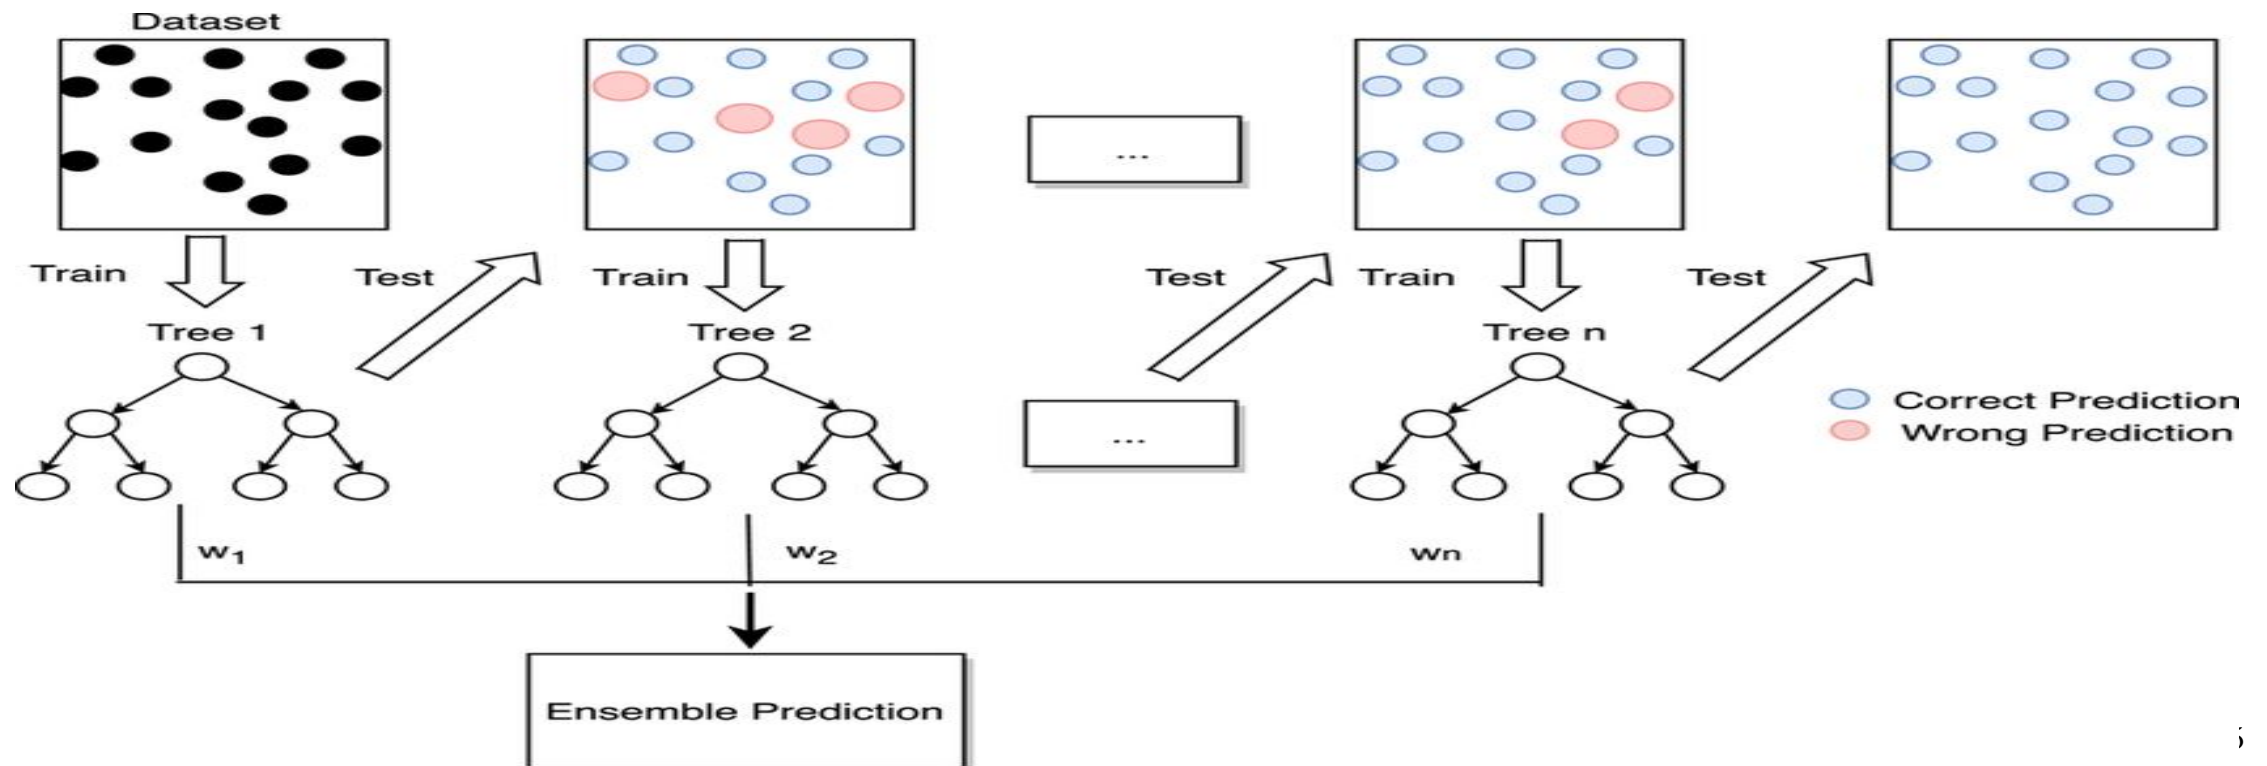 Dataset
...
Train
Test
Train
Test
Train
Test
Tree 1
Tree 2
Tree n
Correct Prediction
...
Wrong Prediction
w1
w2
wn
Ensemble Prediction